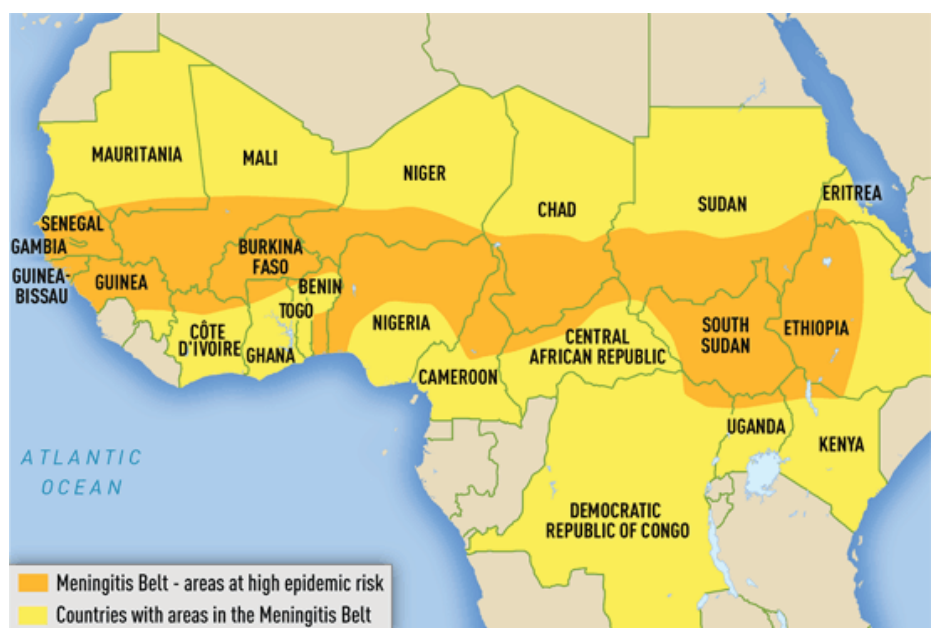 MAURITANIA
MALI
NIGER
CHAD
SUDAN
ERITREA
SENEGAL
GAMBIA
GUINEA-
BISSAU
GUINEA
BURKINA
FASO
BENIN
TOGO
CÔTE
D'IVOIRE
GHANA
NIGERIA
CAMEROON
CENTRAL
AFRICAN REPUBLIC
SOUTH
SUDAN
ETHIOPIA
UGANDA
KENYA
DEMOCRATIC
REPUBLIC OF CONGO
ATLANTIC
OCEAN
Meningitis Belt - areas at high epidemic risk
Countries with areas in the Meningitis Belt